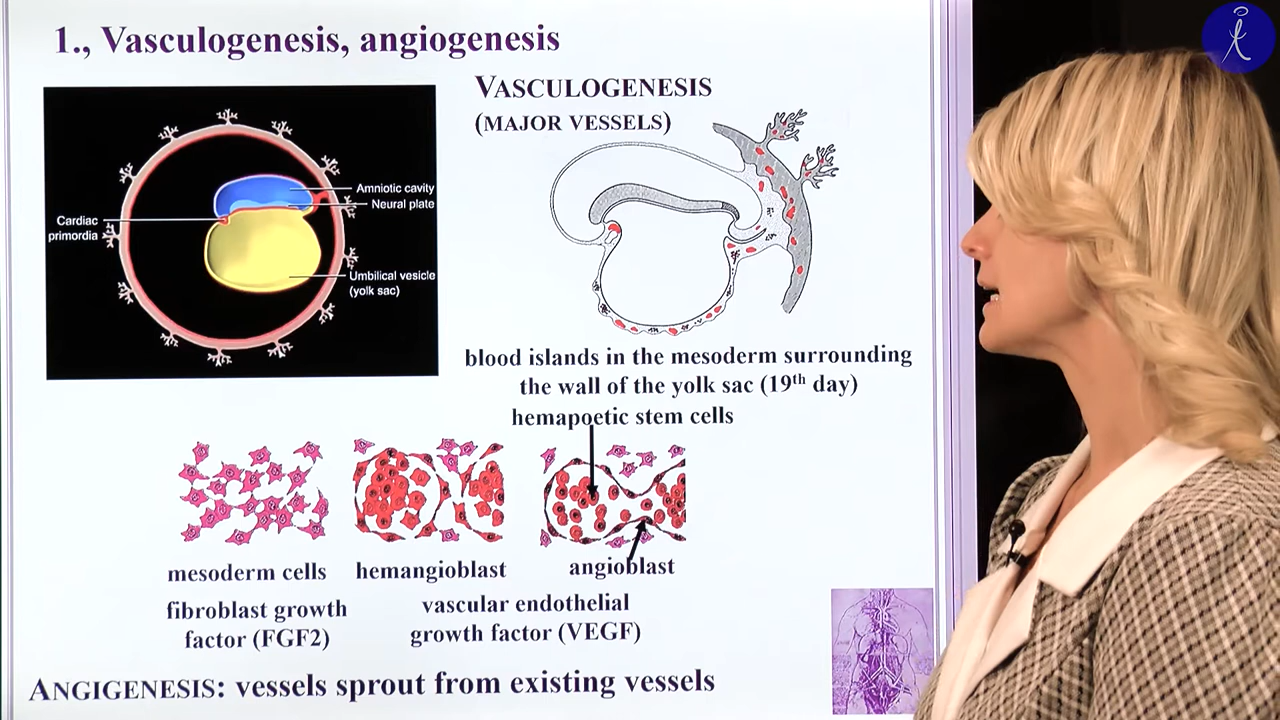 1., Vasculogenesis, angiogenesis
VASCULOGENESIS
(MAJOR VESSELS)
Amniotic cavity
Neural plate
Cardiac
primordia
Umbilical vesicle
(yolk sac)
blood islands in the mesoderm surrounding
the wall of the yolk sac (19th day)
hemapoetic stem cells
mesoderm cells
hemangioblast
angioblast
fibroblast growth
factor (FGF2)
vascular endothelial
growth factor (VEGF)
ANGIGENESIS: vessels sprout from existing vessels